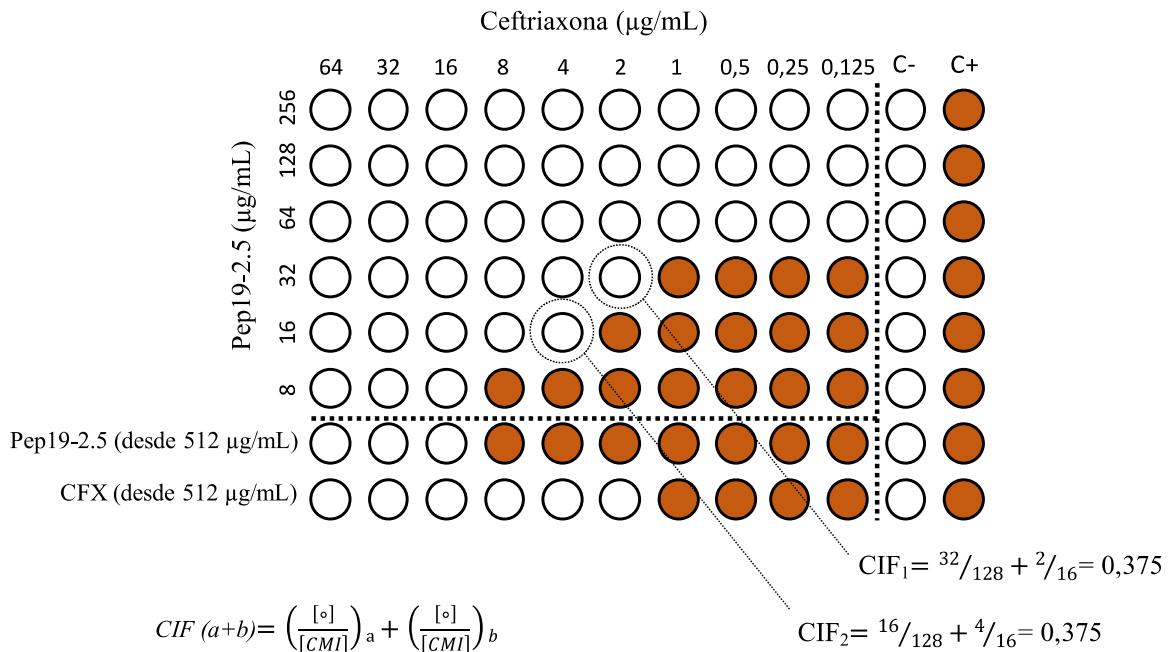 Ceftriaxona (µg/mL)
64 32 16 8 4 2 1 0,5 0,25 0,125 C- C+
Pep19-2.5 (µg/mL)
256
128
64
32
16
8
Pep19-2.5 (desde 512 µg/mL)
CFX (desde 512 µg/mL)
CIF₁= ³²/₁₂₈ + ²/₁₆= 0,375
CIF (a+b)= ([∘]/[CMI])ₐ + ([∘]/[CMI])b
CIF₂= ¹⁶/₁₂₈ + ⁴/₁₆= 0,375